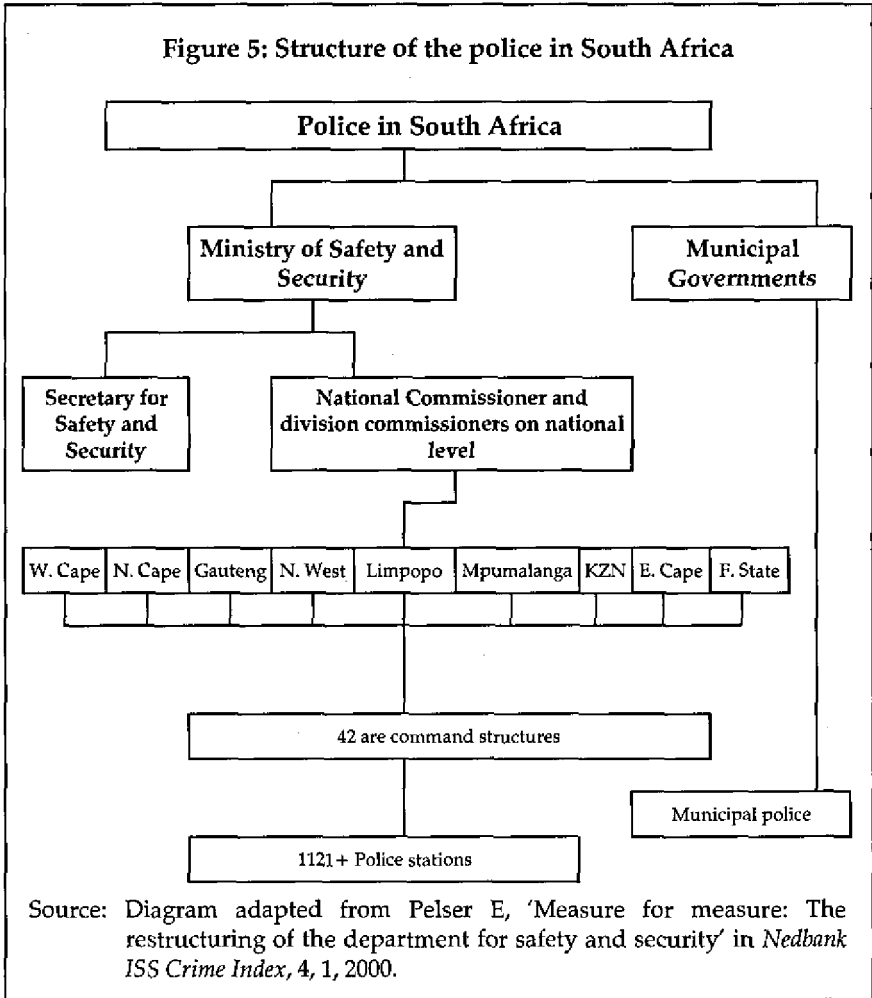 Figure 5: Structure of the police in South Africa
Police in South Africa
Ministry of Safety and
Security
Municipal
Governments
Secretary for
Safety and
Security
National Commissioner and
division commissioners on national
level
W. Cape N. Cape Gauteng N. West Limpopo Mpumalanga KZN E. Cape F. State
42 are command structures
Municipal police
1121+ Police stations
Source: Diagram adapted from Pelser E, 'Measure for measure: The
restructuring of the department for safety and security' in Nedbank
ISS Crime Index, 4, 1, 2000.